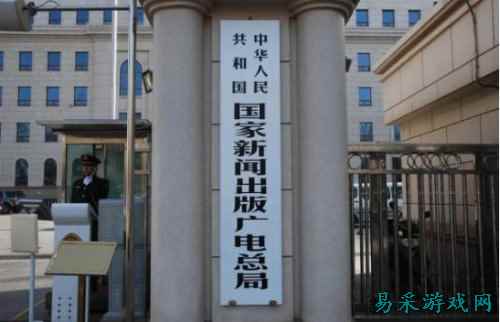 中华人民
共和国
国家新闻出版广电总局
易采游戏网